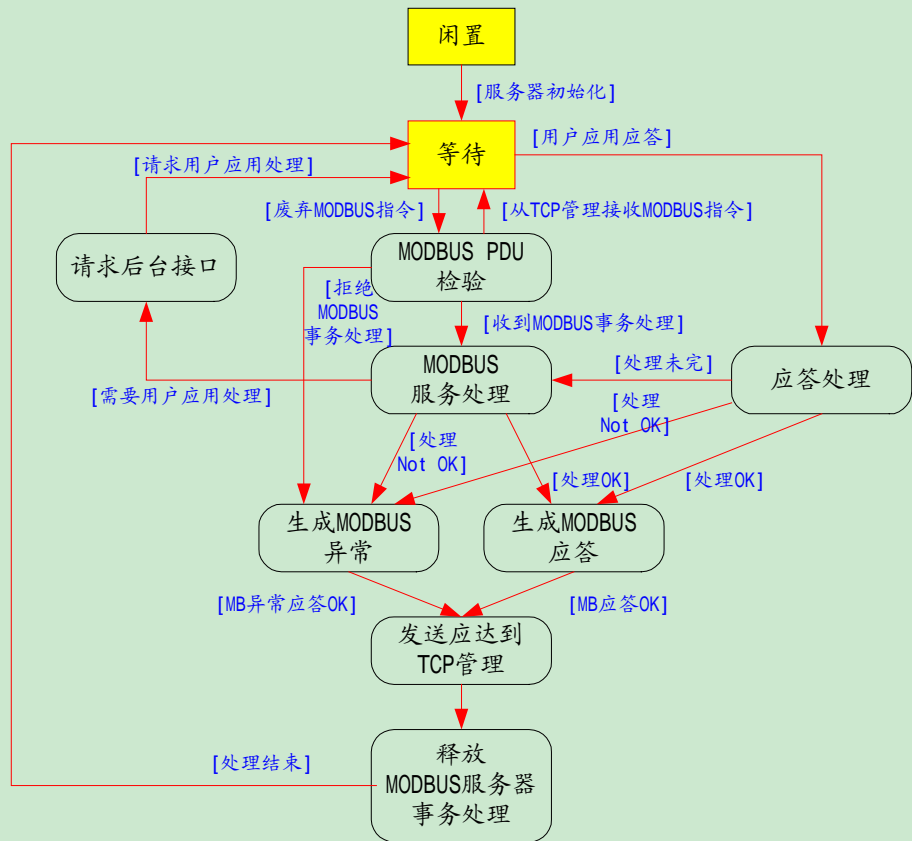 闲置
[服务器初始化]
等待
[用户应用应答]
[请求用户应用处理]
[废弃MODBUS指令]
[从TCP管理接收MODBUS指令]
请求后台接口
MODBUS PDU
检验
[拒绝
MODBUS
事务处理]
[收到MODBUS事务处理]
MODBUS
服务处理
[处理未完]
应答处理
[需要用户应用处理]
[处理
Not OK]
[处理
Not OK]
[处理OK]
[处理OK]
生成MODBUS
异常
生成MODBUS
应答
[MB异常应答OK]
[MB应答OK]
发送应达到
TCP管理
释放
MODBUS服务器
事务处理
[处理结束]